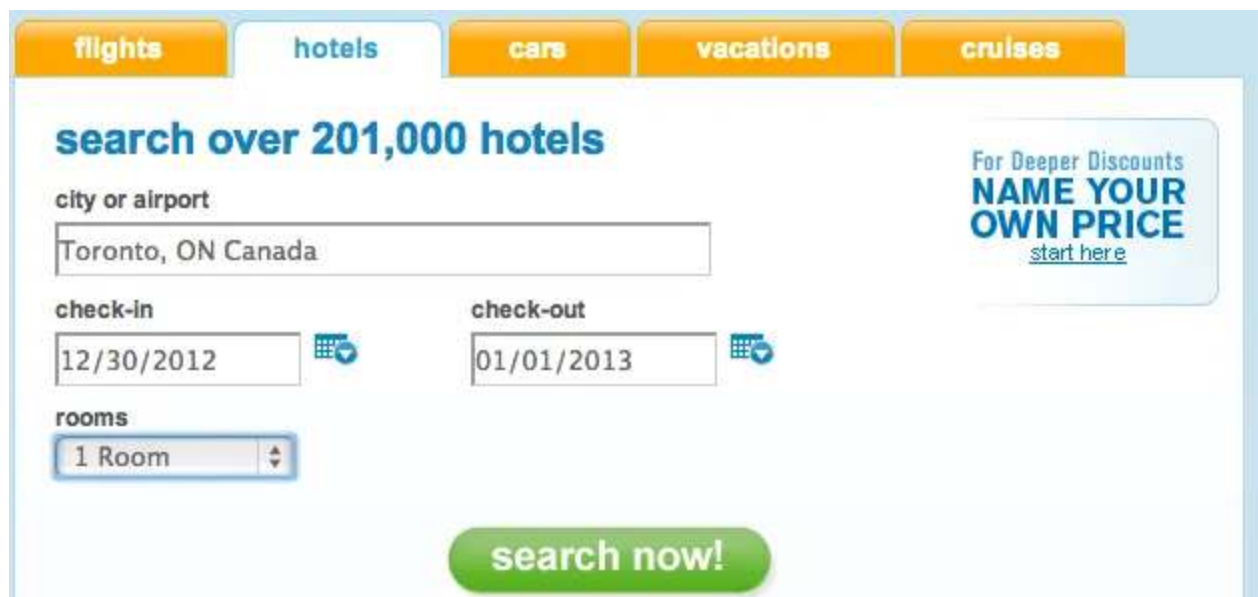 flights hotels cars vacations cruises
search over 201,000 hotels
city or airport
Toronto, ON Canada
check-in check-out
12/30/2012 01/01/2013
rooms
1 Room
search now!
For Deeper Discounts
NAME YOUR
OWN PRICE
start here